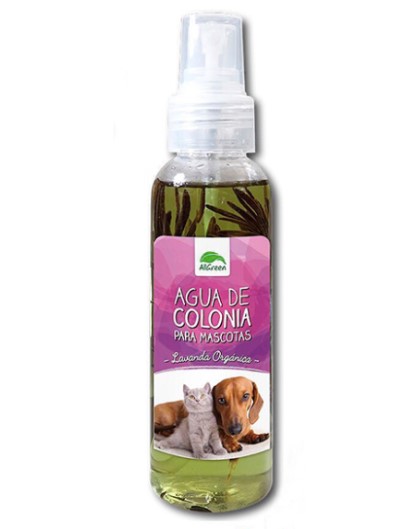 AllGreen
AGUA DE
COLONIA
PARA MASCOTAS
- Lavanda Orgánica -